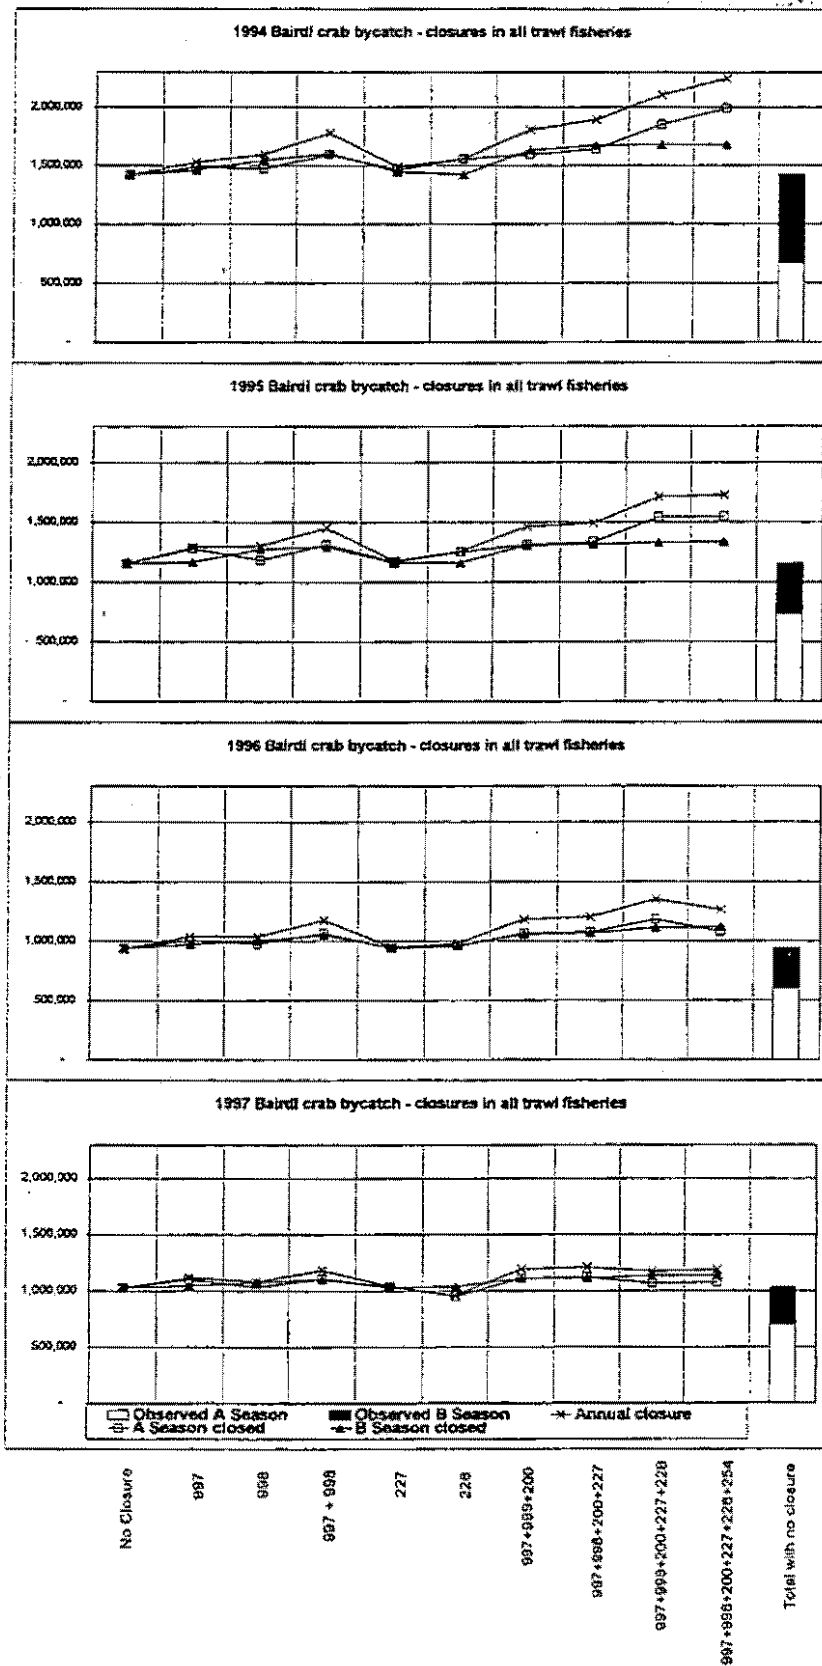 1994 Bairdi crab bycatch - closures in all trawl fisheries
2,000,000
1,500,000
1,000,000
500,000
-
1995 Bairdi crab bycatch - closures in all trawl fisheries
2,000,000
1,500,000
1,000,000
500,000
-
1996 Bairdi crab bycatch - closures in all trawl fisheries
2,000,000
1,500,000
1,000,000
500,000
-
1997 Bairdi crab bycatch - closures in all trawl fisheries
2,000,000
1,500,000
1,000,000
500,000
-
Observed A Season
Observed B Season
Annual closure
A Season closed
B Season closed
No Closure
997
998
997 + 998
227
228
997+998+200
997+998+200+227
997+998+200+227+228
997+998+200+227+228+254
Total with no closure